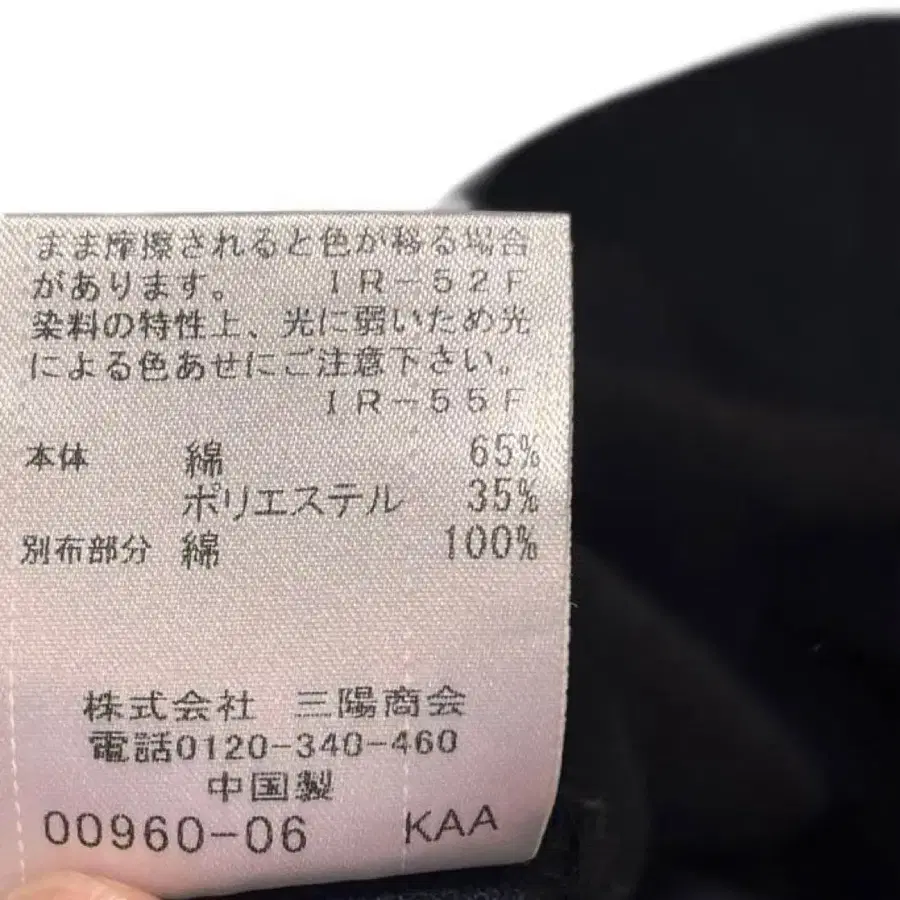 まま摩擦されると色が移る場合
があります。 IR-52F
染料の特性上、光に弱いため光
による色あせにご注意下さい。
IR-55F
本体 綿 65%
ポリエステル 35%
別布部分 綿 100%
株式会社 三陽商会
電話0120-340-460
中国製
00960-06 KAA